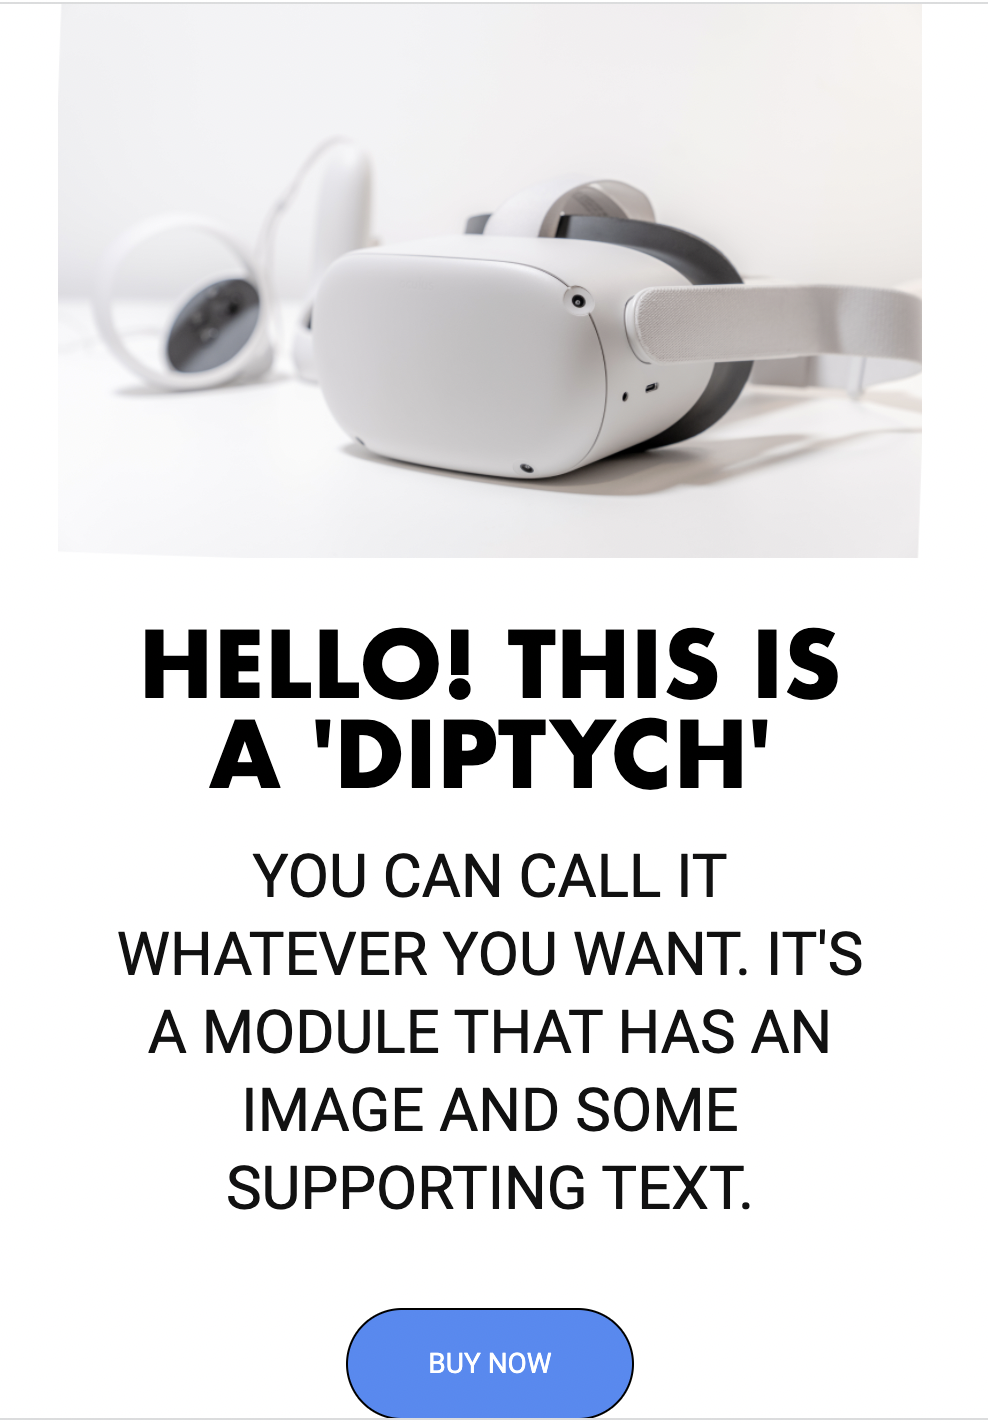 HELLO! THIS IS
A 'DIPTYCH'
YOU CAN CALL IT
WHATEVER YOU WANT. IT'S
A MODULE THAT HAS AN
IMAGE AND SOME
SUPPORTING TEXT.
BUY NOW